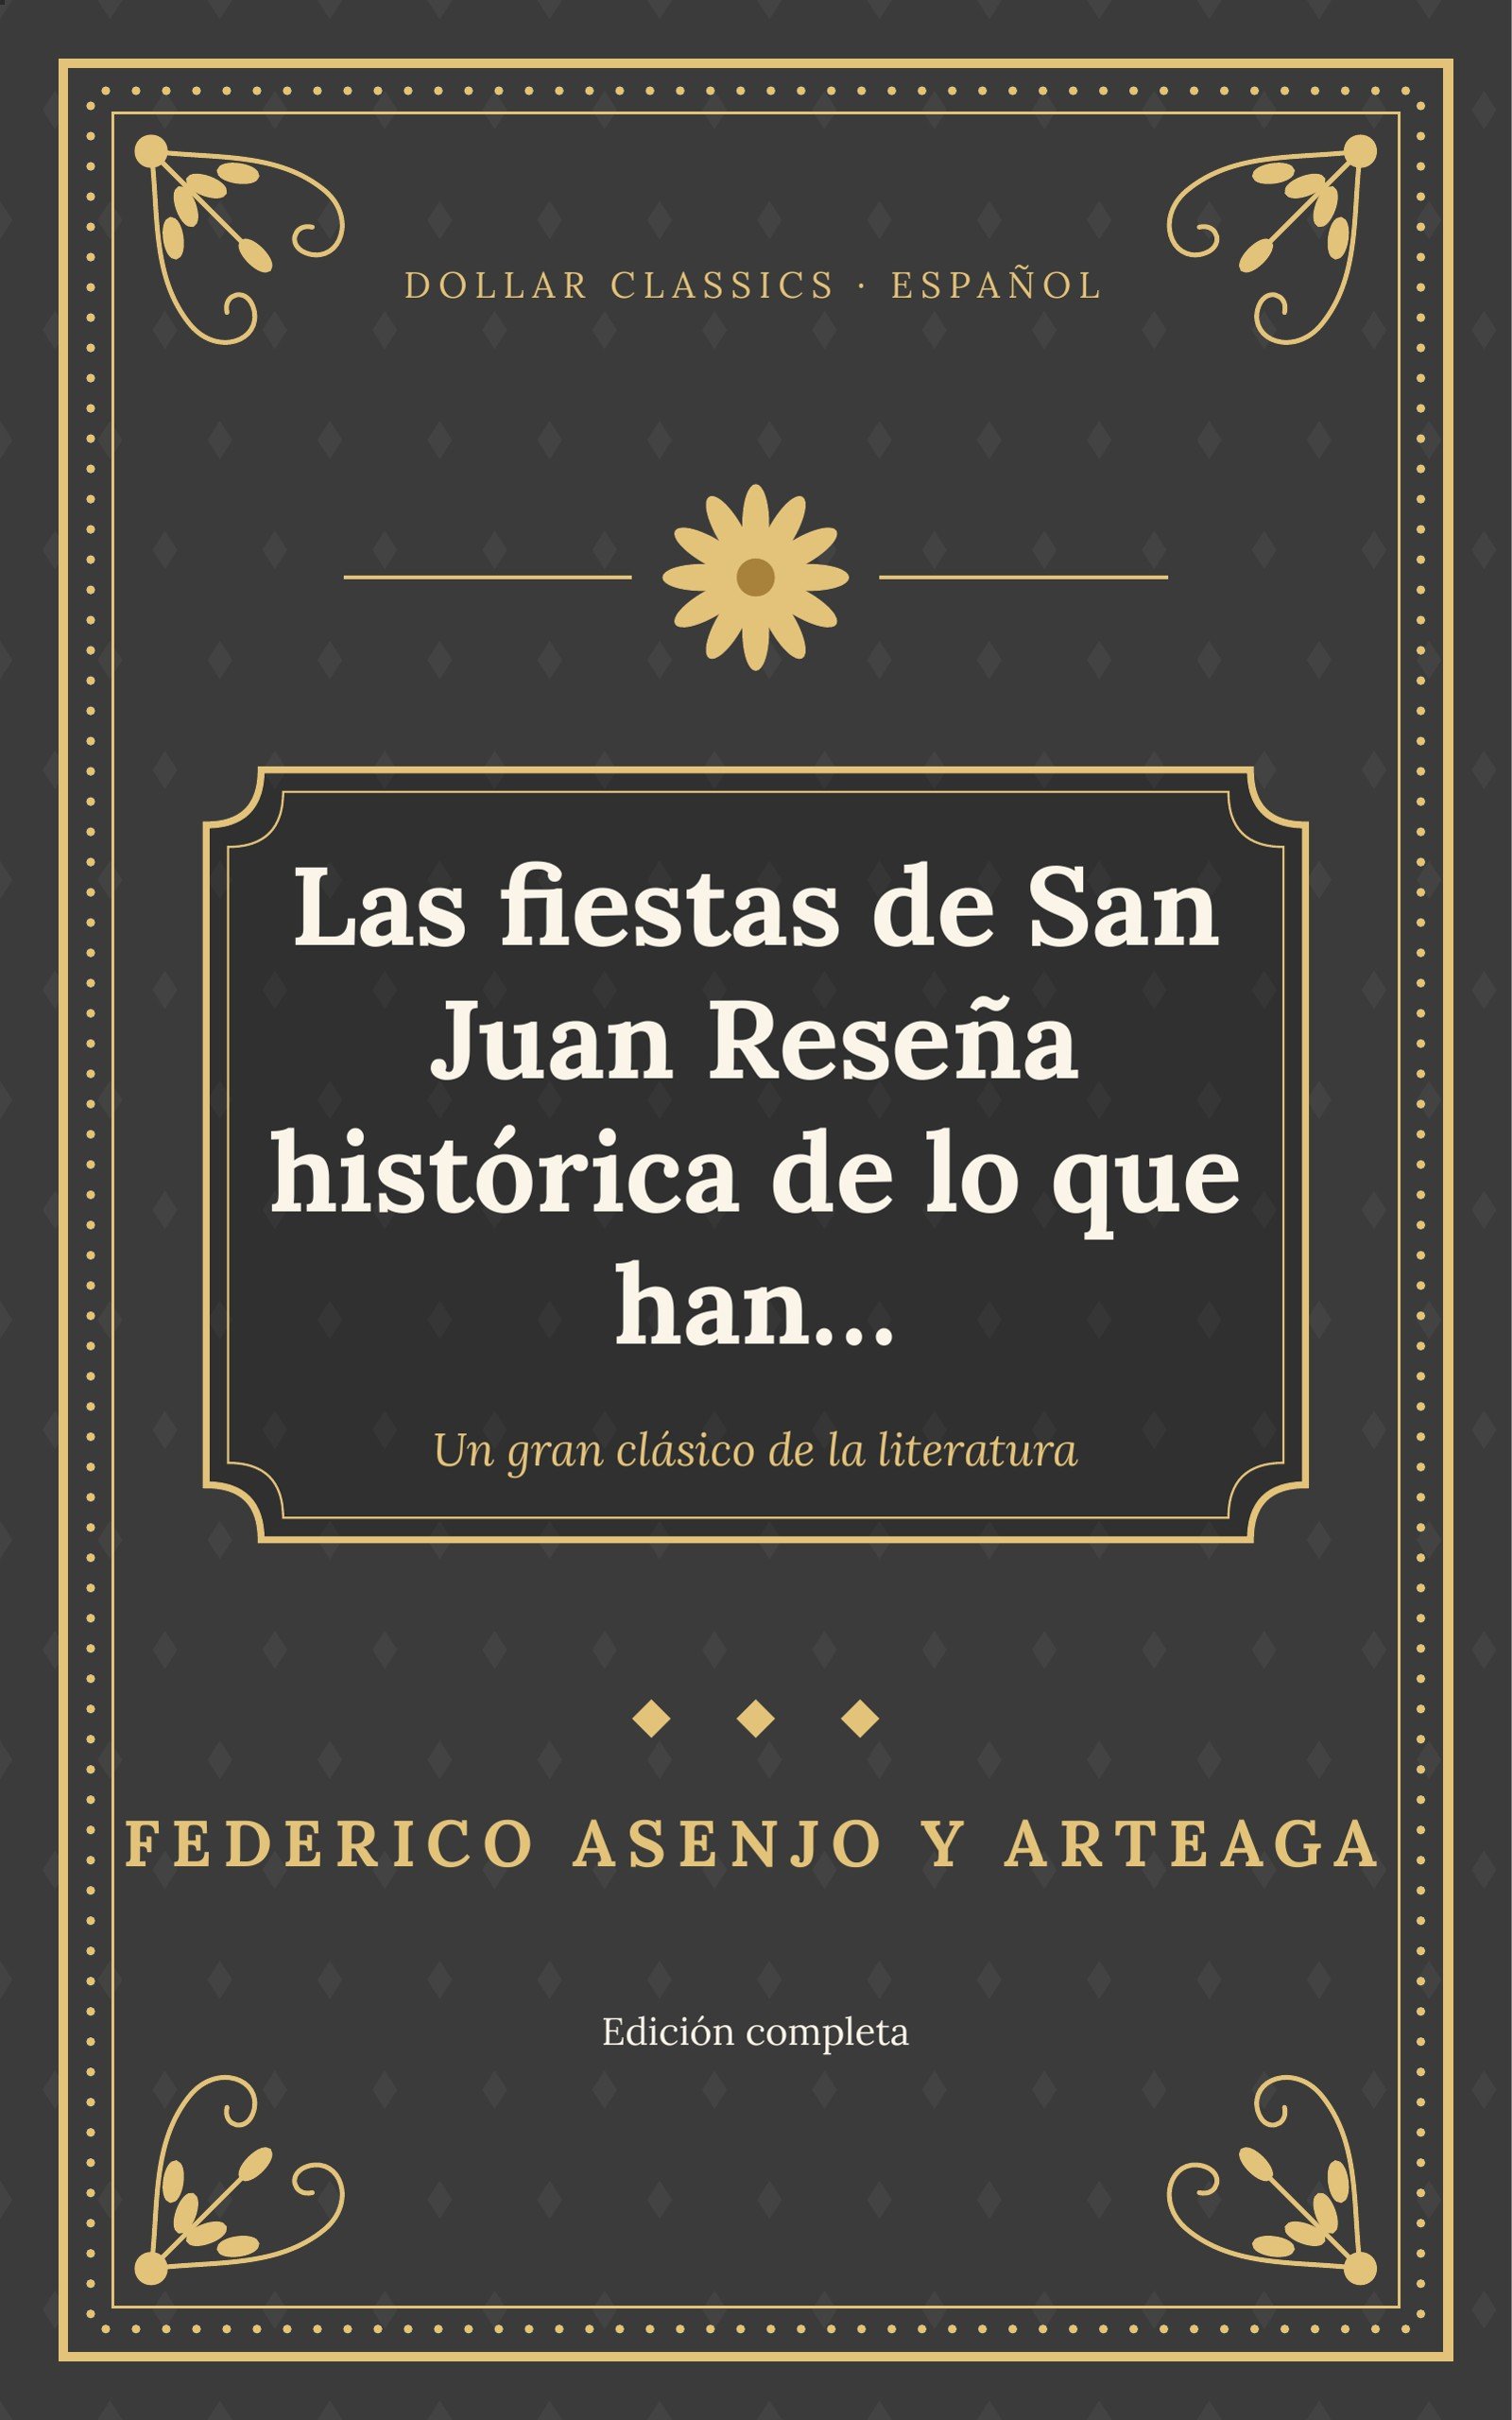 DOLLAR CLASSICS · ESPAÑOL
Las fiestas de San
Juan Reseña
histórica de lo que
han...
Un gran clásico de la literatura
FEDERICO ASENJO Y ARTEAGA
Edición completa